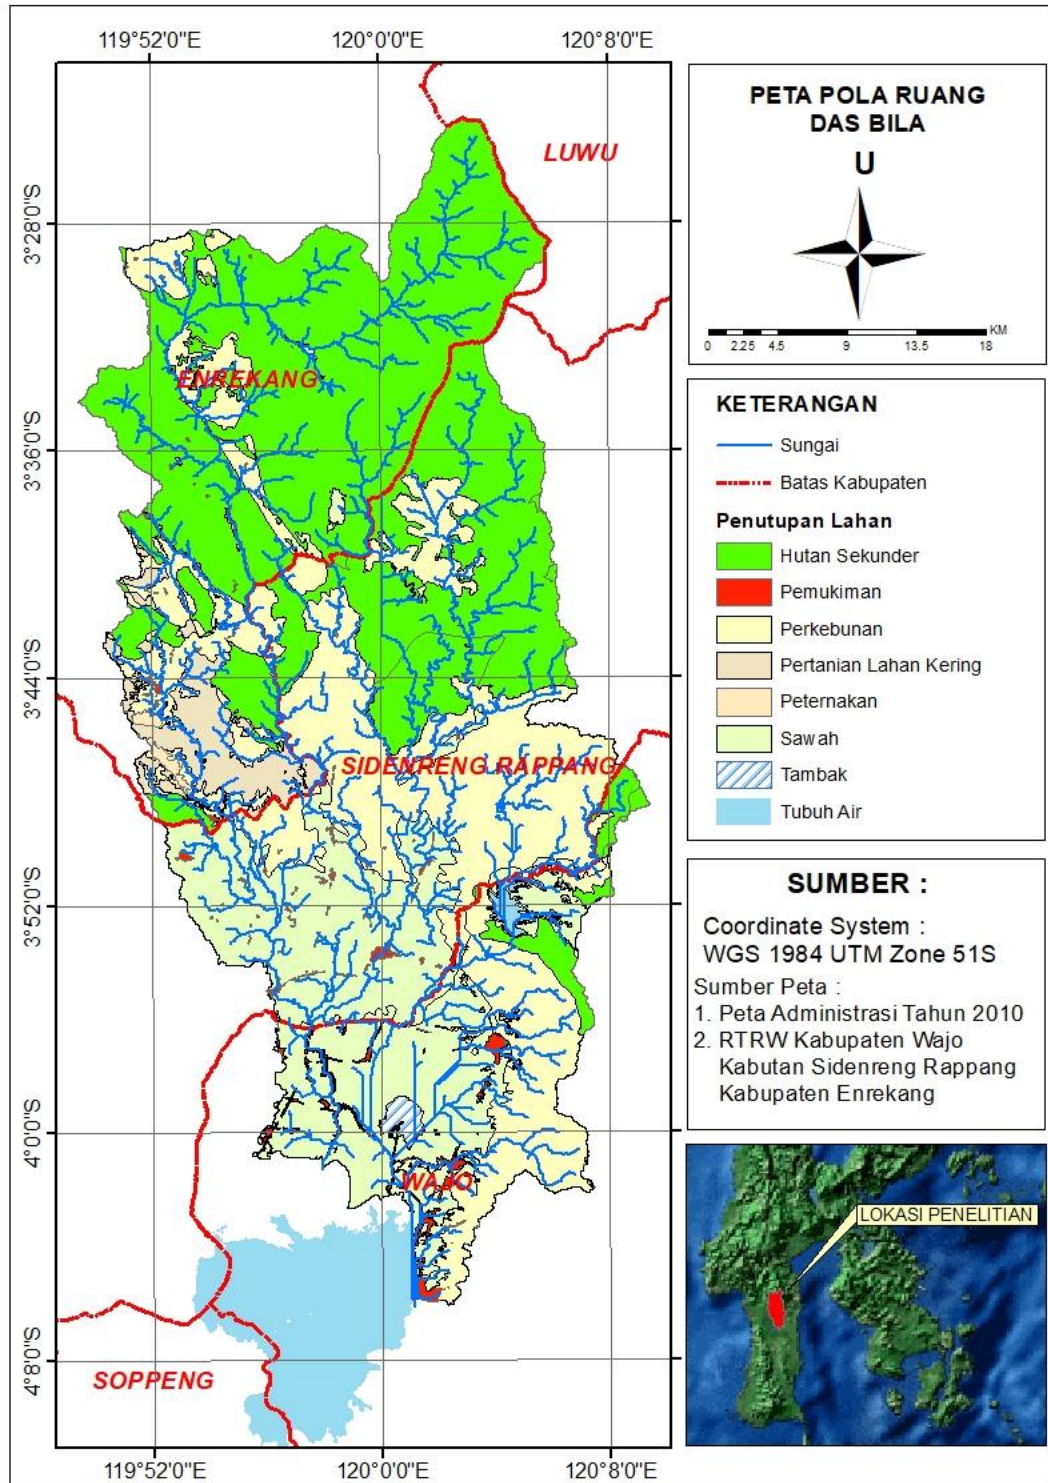 119°52'0"E 120°0'0"E 120°8'0"E
3°28'0"S
3°36'0"S
3°44'0"S
3°52'0"S
4°0'0"S
4°8'0"S
LUWU
ENREKANG
SIDENRENG RAPPANG
WAJO
SOPPENG
119°52'0"E 120°0'0"E 120°8'0"E
PETA POLA RUANG
DAS BILA
U
KM
0 2.25 4.5 9 13.5 18
KETERANGAN
Sungai
Batas Kabupaten
Penutupan Lahan
Hutan Sekunder
Pemukiman
Perkebunan
Pertanian Lahan Kering
Peternakan
Sawah
Tambak
Tubuh Air
SUMBER :
Coordinate System :
WGS 1984 UTM Zone 51S
Sumber Peta :
1. Peta Administrasi Tahun 2010
2. RTRW Kabupaten Wajo
Kabutan Sidenreng Rappang
Kabupaten Enrekang
LOKASI PENELITIAN